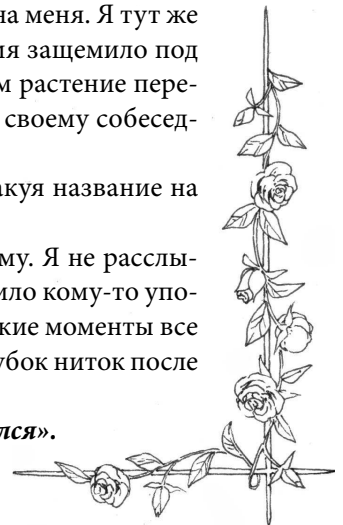 на меня. Я тут же
ия защемило под
м растение пере-
своему собесед-
акуя название на
му. Я не расслы-
ило кому-то упо-
кие моменты все
убок ниток после
лся».